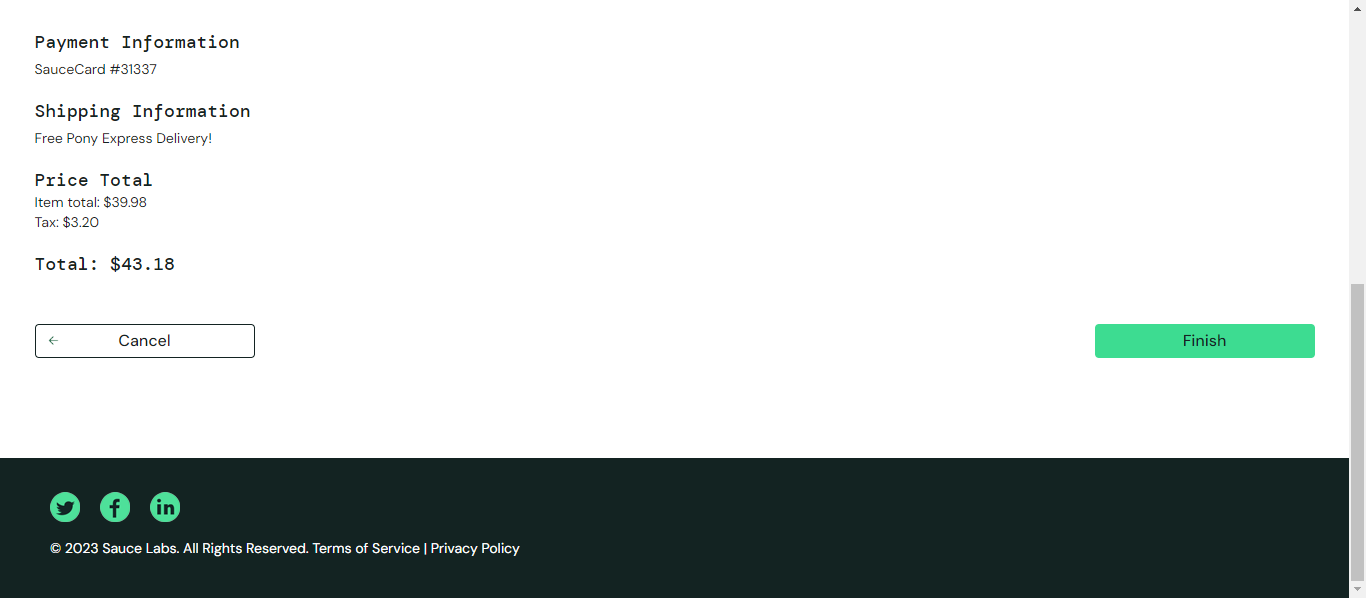 Payment Information
SauceCard #31337
Shipping Information
Free Pony Express Delivery!
Price Total
Item total: $39.98
Tax: $3.20
Total: $43.18
Cancel
Finish
© 2023 Sauce Labs. All Rights Reserved. Terms of Service | Privacy Policy